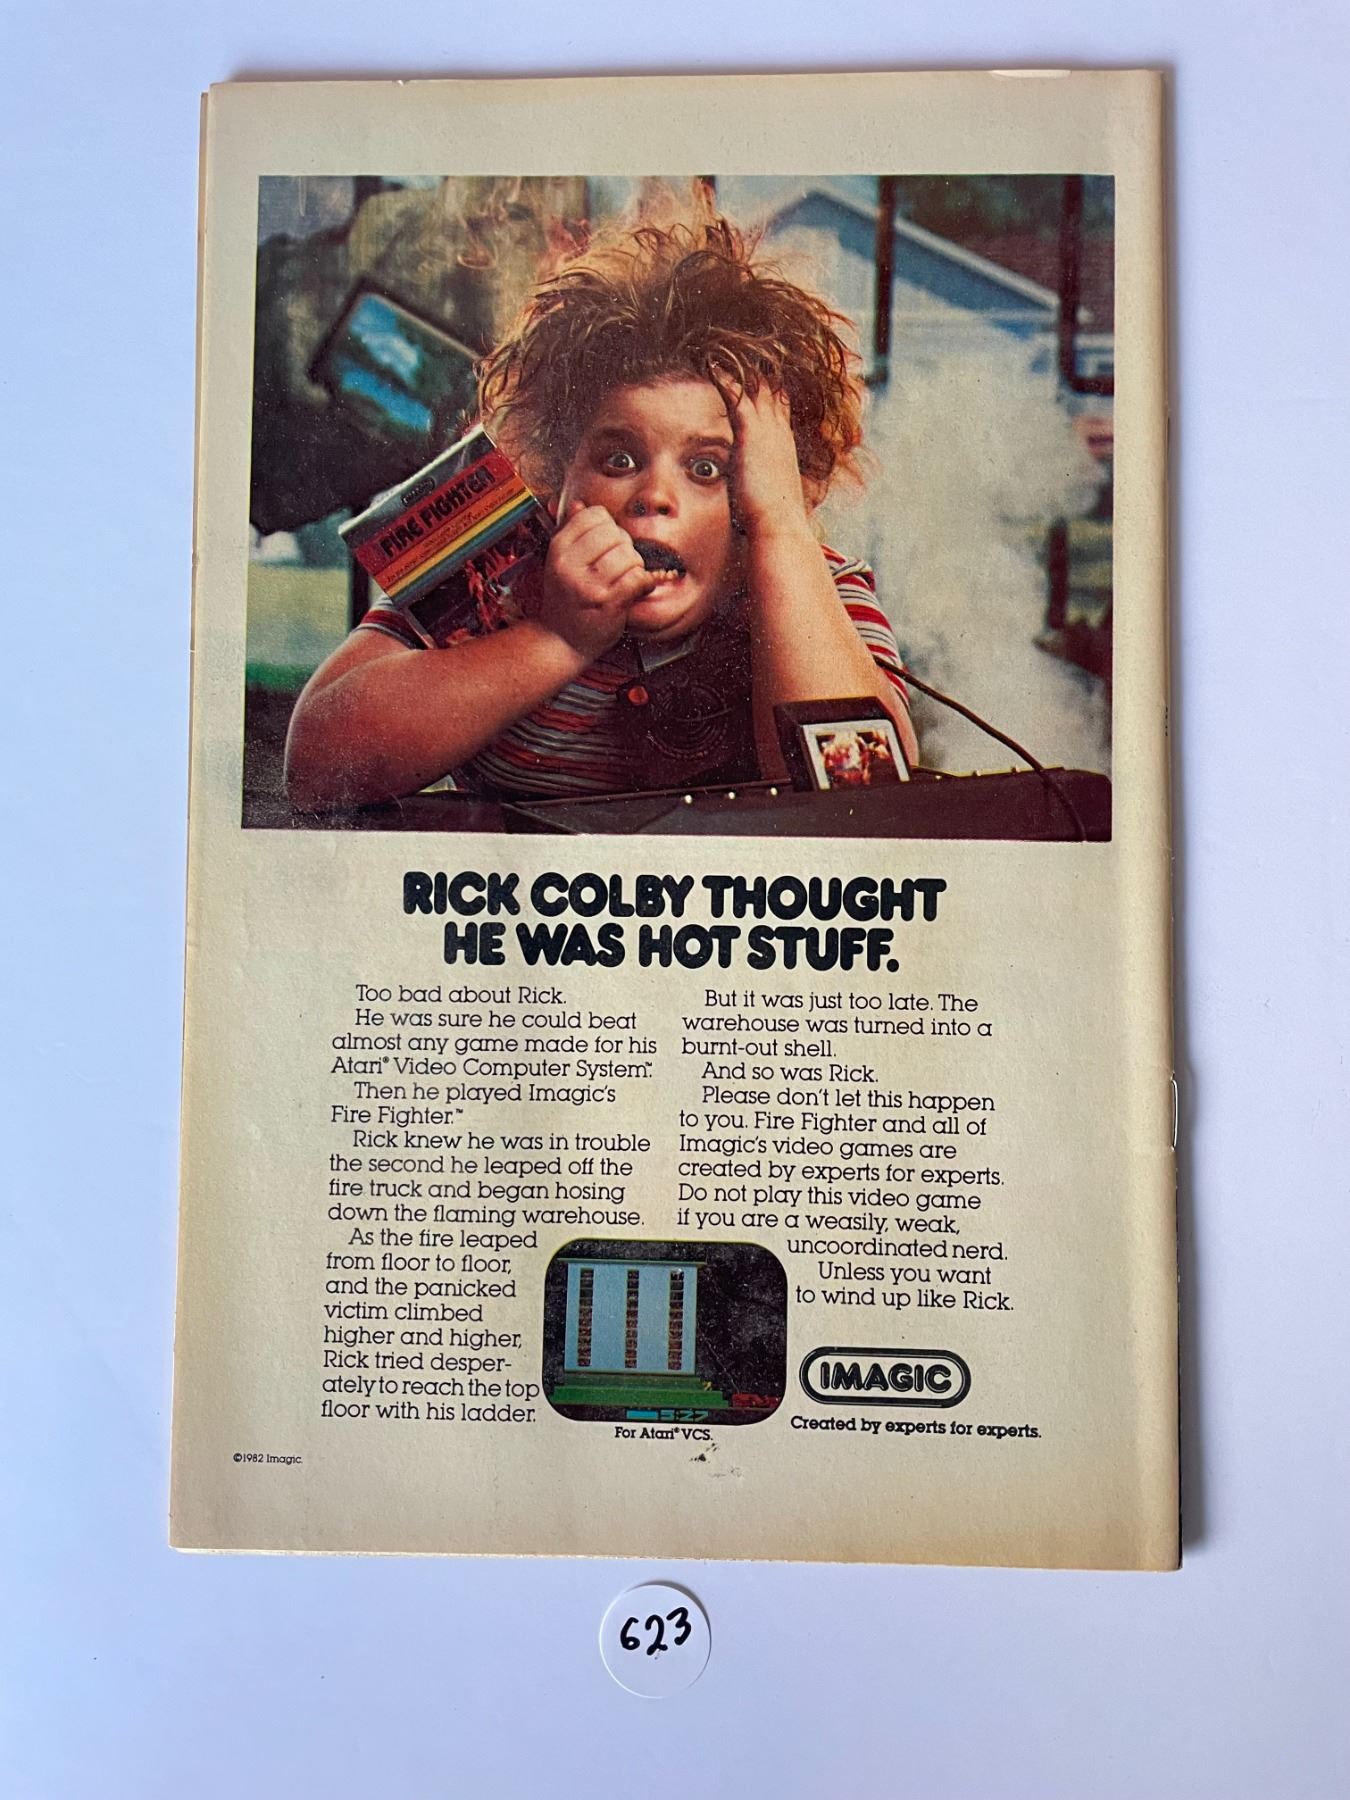 FIRE FIGHTER
RICK COLBY THOUGHT
HE WAS HOT STUFF.
Too bad about Rick.
He was sure he could beat
almost any game made for his
Atari® Video Computer System™.
Then he played Imagic's
Fire Fighter.™
Rick knew he was in trouble
the second he leaped off the
fire truck and began hosing
down the flaming warehouse.
As the fire leaped
from floor to floor,
and the panicked
victim climbed
higher and higher,
Rick tried desper-
ately to reach the top
floor with his ladder.
But it was just too late. The
warehouse was turned into a
burnt-out shell.
And so was Rick.
Please don't let this happen
to you. Fire Fighter and all of
Imagic's video games are
created by experts for experts.
Do not play this video game
if you are a weasily, weak,
uncoordinated nerd.
Unless you want
to wind up like Rick.
5:27
For Atari® VCS.
IMAGIC
Created by experts for experts.
©1982 Imagic.
623